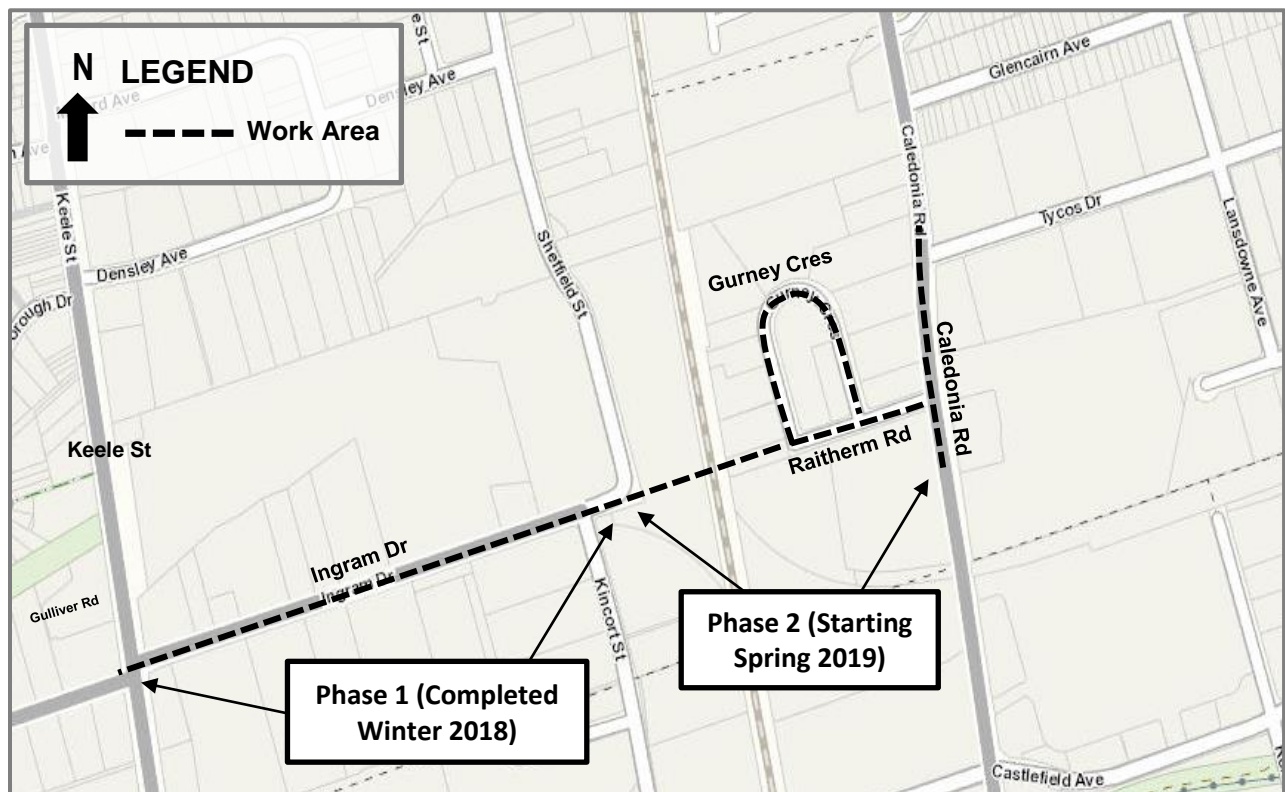 N
LEGEND
Work Area
Densley Ave
Glencairn Ave
Keele St
Caledonia Rd
Tycos Dr
Lansdowne Ave
Densley Ave
Sheffield St
Gurney Cres
Caledonia Rd
Keele St
Raitherm Rd
Ingram Dr
Ingram Dr
Gulliver Rd
Kincort St
Phase 2 (Starting
Spring 2019)
Phase 1 (Completed
Winter 2018)
Castlefield Ave